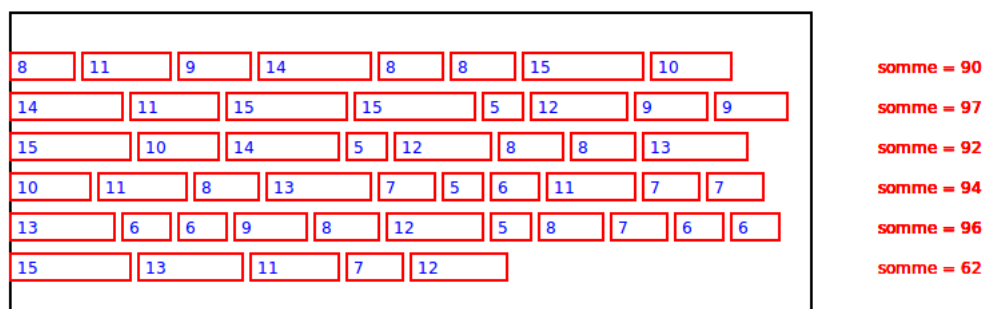 8 11 9 14 8 8 15 10 somme = 90
14 11 15 15 5 12 9 9 somme = 97
15 10 14 5 12 8 8 13 somme = 92
10 11 8 13 7 5 6 11 7 7 somme = 94
13 6 6 9 8 12 5 8 7 6 6 somme = 96
15 13 11 7 12 somme = 62